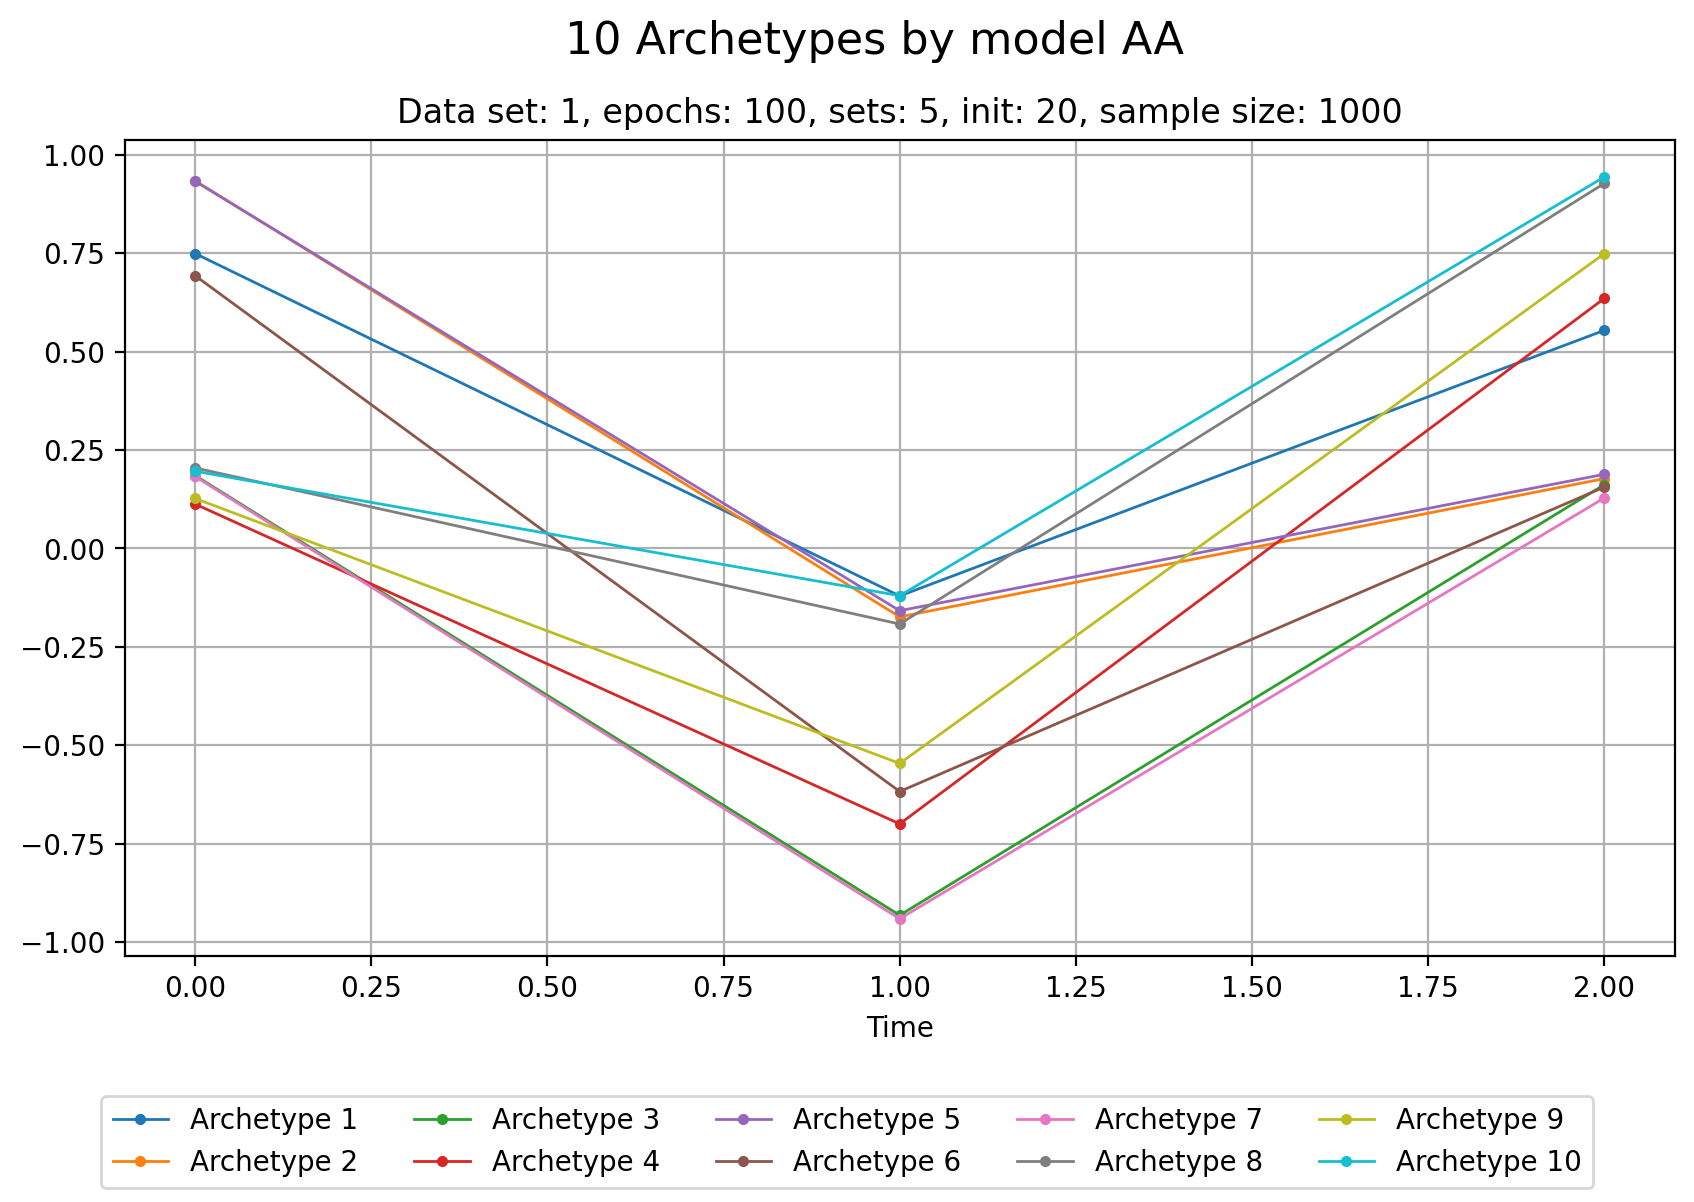 10 Archetypes by model AA
Data set: 1, epochs: 100, sets: 5, init: 20, sample size: 1000
1.00
0.75
0.50
0.25
0.00
−0.25
−0.50
−0.75
−1.00
0.00 0.25 0.50 0.75 1.00 1.25 1.50 1.75 2.00
Time
Archetype 1 Archetype 3 Archetype 5 Archetype 7 Archetype 9
Archetype 2 Archetype 4 Archetype 6 Archetype 8 Archetype 10